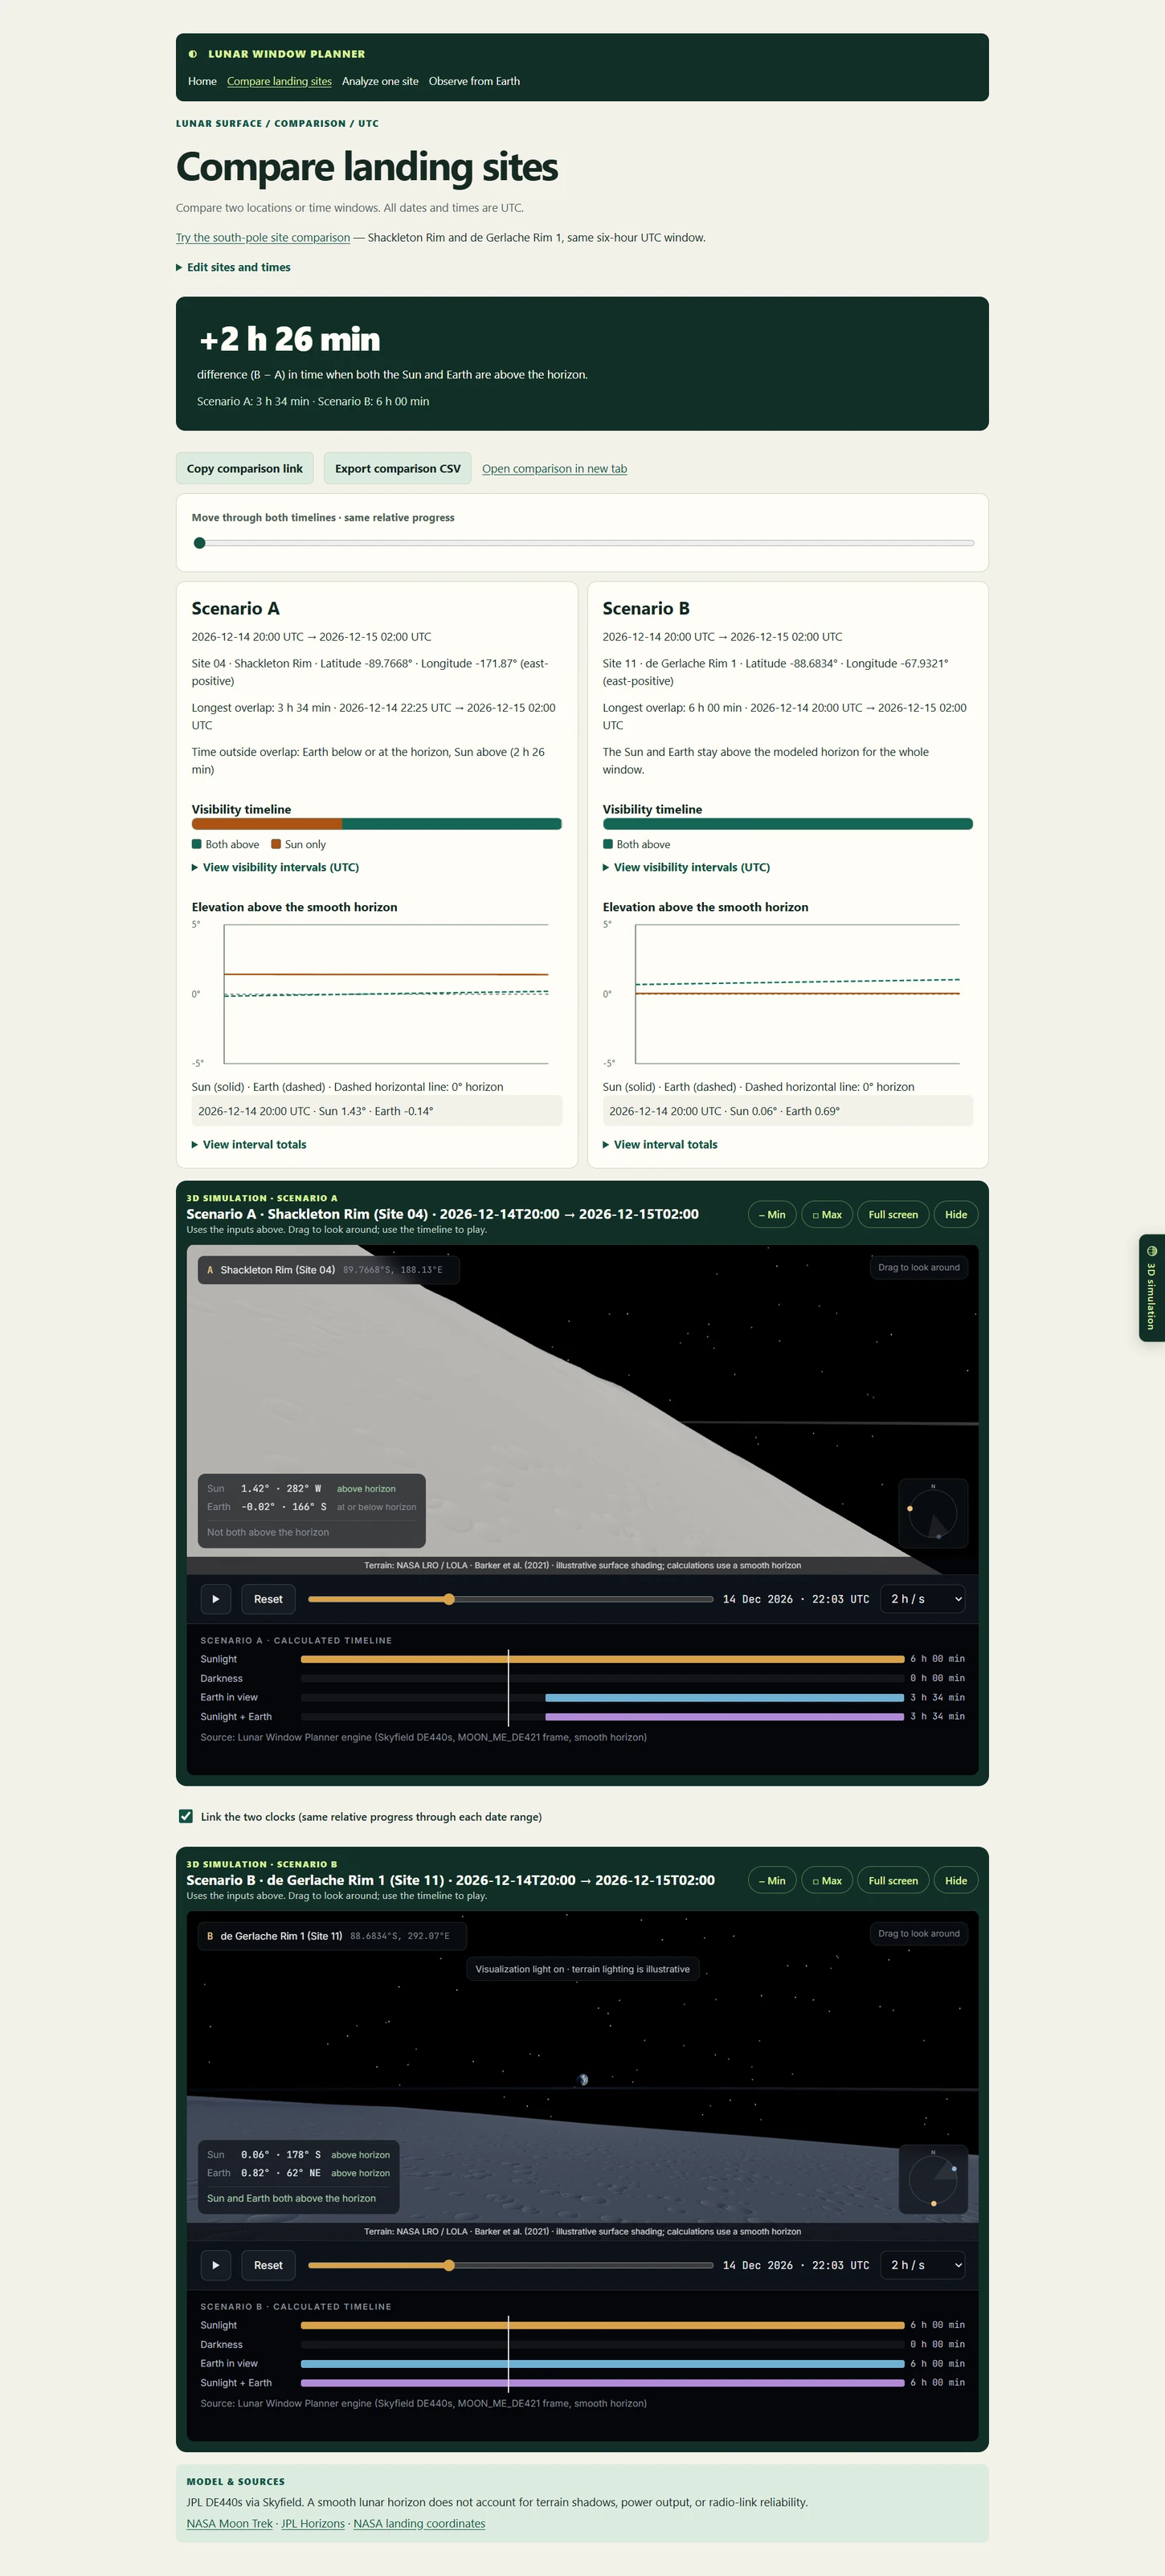 LUNAR WINDOW PLANNER
Home Compare landing sites Analyze one site Observe from Earth
LUNAR SURFACE / COMPARISON / UTC
Compare landing sites
Compare two locations or time windows. All dates and times are UTC.
Try the south-pole site comparison — Shackleton Rim and de Gerlache Rim 1, same six-hour UTC window.
▶ Edit sites and times
+2 h 26 min
difference (B − A) in time when both the Sun and Earth are above the horizon.
Scenario A: 3 h 34 min · Scenario B: 6 h 00 min
Copy comparison link Export comparison CSV Open comparison in new tab
Move through both timelines · same relative progress
Scenario A
2026-12-14 20:00 UTC → 2026-12-15 02:00 UTC
Site 04 · Shackleton Rim · Latitude -89.7668° · Longitude -171.87° (east-
positive)
Longest overlap: 3 h 34 min · 2026-12-14 22:25 UTC → 2026-12-15 02:00
UTC
Time outside overlap: Earth below or at the horizon, Sun above (2 h 26
min)
Visibility timeline
Both above Sun only
▶ View visibility intervals (UTC)
Elevation above the smooth horizon
5°
0°
-5°
Sun (solid) · Earth (dashed) · Dashed horizontal line: 0° horizon
2026-12-14 20:00 UTC · Sun 1.43° · Earth -0.14°
▶ View interval totals
Scenario B
2026-12-14 20:00 UTC → 2026-12-15 02:00 UTC
Site 11 · de Gerlache Rim 1 · Latitude -88.6834° · Longitude -67.9321°
(east-positive)
Longest overlap: 6 h 00 min · 2026-12-14 20:00 UTC → 2026-12-15 02:00
UTC
The Sun and Earth stay above the modeled horizon for the whole
window.
Visibility timeline
Both above
▶ View visibility intervals (UTC)
Elevation above the smooth horizon
5°
0°
-5°
Sun (solid) · Earth (dashed) · Dashed horizontal line: 0° horizon
2026-12-14 20:00 UTC · Sun 0.06° · Earth 0.69°
▶ View interval totals
3D SIMULATION · SCENARIO A
Scenario A · Shackleton Rim (Site 04) · 2026-12-14T20:00 → 2026-12-15T02:00
Uses the inputs above. Drag to look around; use the timeline to play.
– Min □ Max Full screen Hide
3D simulation
A Shackleton Rim (Site 04) 89.7668°S, 188.13°E
Drag to look around
Sun 1.42° · 282° W above horizon
Earth -0.02° · 166° S at or below horizon
Not both above the horizon
N
Terrain: NASA LRO / LOLA · Barker et al. (2021) · illustrative surface shading; calculations use a smooth horizon
Reset 14 Dec 2026 · 22:03 UTC 2 h / s
SCENARIO A · CALCULATED TIMELINE
Sunlight 6 h 00 min
Darkness 0 h 00 min
Earth in view 3 h 34 min
Sunlight + Earth 3 h 34 min
Source: Lunar Window Planner engine (Skyfield DE440s, MOON_ME_DE421 frame, smooth horizon)
Link the two clocks (same relative progress through each date range)
3D SIMULATION · SCENARIO B
Scenario B · de Gerlache Rim 1 (Site 11) · 2026-12-14T20:00 → 2026-12-15T02:00
Uses the inputs above. Drag to look around; use the timeline to play.
– Min □ Max Full screen Hide
B de Gerlache Rim 1 (Site 11) 88.6834°S, 292.07°E
Drag to look around
Visualization light on · terrain lighting is illustrative
Sun 0.06° · 178° S above horizon
Earth 0.82° · 62° NE above horizon
Sun and Earth both above the horizon
N
Terrain: NASA LRO / LOLA · Barker et al. (2021) · illustrative surface shading; calculations use a smooth horizon
Reset 14 Dec 2026 · 22:03 UTC 2 h / s
SCENARIO B · CALCULATED TIMELINE
Sunlight 6 h 00 min
Darkness 0 h 00 min
Earth in view 6 h 00 min
Sunlight + Earth 6 h 00 min
Source: Lunar Window Planner engine (Skyfield DE440s, MOON_ME_DE421 frame, smooth horizon)
MODEL & SOURCES
JPL DE440s via Skyfield. A smooth lunar horizon does not account for terrain shadows, power output, or radio-link reliability.
NASA Moon Trek · JPL Horizons · NASA landing coordinates